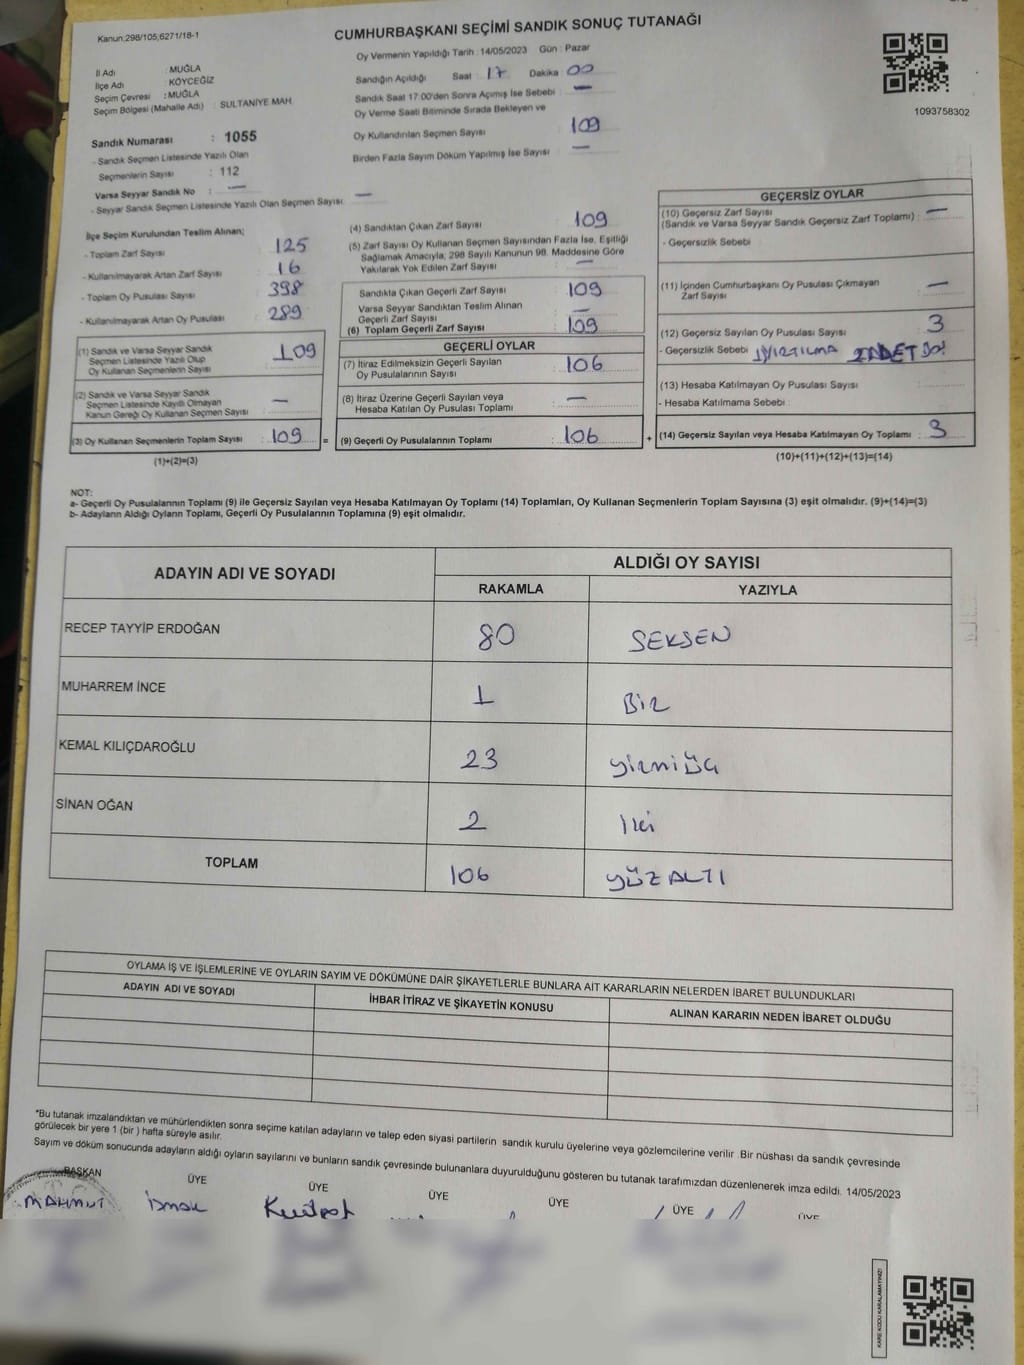 Kanun:298/105,6271/18-1
CUMHURBAŞKANI SEÇİMİ SANDIK SONUÇ TUTANAĞI
Oy Vermenin Yapıldığı Tarih : 14/05/2023 Gün : Pazar
İl Adı : MUĞLA
İlçe Adı : KÖYCEĞİZ
Seçim Çevresi : MUĞLA
Seçim Bölgesi (Mahalle Adı) : SULTANİYE MAH.
Sandığın Açıldığı Saat 17 Dakika 00
Sandık Saat 17:00'den Sonra Açımış İse Sebebi : —
Oy Verme Saati Bitiminde Sırada Bekleyen ve
Oy Kullandırılan Seçmen Sayısı 109
Birden Fazla Sayım Döküm Yapılmış İse Sayısı —
1093758302
Sandık Numarası : 1055
- Sandık Seçmen Listesinde Yazılı Olan
Seçmenlerin Sayısı : 112
Varsa Seyyar Sandık No : —
- Seyyar Sandık Seçmen Listesinde Yazılı Olan Seçmen Sayısı: —
İlçe Seçim Kurulundan Teslim Alınan;
- Toplam Zarf Sayısı 125
- Kullanılmayarak Artan Zarf Sayısı 16
- Toplam Oy Pusulası Sayısı 398
- Kullanılmayarak Artan Oy Pusulası 289
(1) Sandık ve Varsa Seyyar Sandık
Seçmen Listesinde Yazılı Olup
Oy Kullanan Seçmenlerin Sayısı 109
(2) Sandık ve Varsa Seyyar Sandık
Seçmen Listesinde Kayıtlı Olmayan
Kanun Gereği Oy Kullanan Seçmen Sayısı —
(3) Oy Kullanan Seçmenlerin Toplam Sayısı : 109 =
(1)+(2)=(3)
(4) Sandıktan Çıkan Zarf Sayısı 109
(5) Zarf Sayısı Oy Kullanan Seçmen Sayısından Fazla İse, Eşitliği
Sağlamak Amacıyla, 298 Sayılı Kanunun 98. Maddesine Göre
Yakılarak Yok Edilen Zarf Sayısı —
Sandıkta Çıkan Geçerli Zarf Sayısı 109
Varsa Seyyar Sandıktan Teslim Alınan
Geçerli Zarf Sayısı —
(6) Toplam Geçerli Zarf Sayısı 109
GEÇERLİ OYLAR
(7) İtiraz Edilmeksizin Geçerli Sayılan
Oy Pusulalarının Sayısı 106
(8) İtiraz Üzerine Geçerli Sayılan veya
Hesaba Katılan Oy Pusulası Toplamı —
(9) Geçerli Oy Pusulalarının Toplamı 106 +
GEÇERSİZ OYLAR
(10) Geçersiz Zarf Sayısı
(Sandık ve Varsa Seyyar Sandık Geçersiz Zarf Toplamı) : —
- Geçersizlik Sebebi
(11) İçinden Cumhurbaşkanı Oy Pusulası Çıkmayan
Zarf Sayısı —
(12) Geçersiz Sayılan Oy Pusulası Sayısı 3
- Geçersizlik Sebebi YIRTILMA
(13) Hesaba Katılmayan Oy Pusulası Sayısı
- Hesaba Katılmama Sebebi :
(14) Geçersiz Sayılan veya Hesaba Katılmayan Oy Toplamı : 3
(10)+(11)+(12)+(13)=(14)
NOT:
a- Geçerli Oy Pusulalarının Toplamı (9) ile Geçersiz Sayılan veya Hesaba Katılmayan Oy Toplamı (14) Toplamları, Oy Kullanan Seçmenlerin Toplam Sayısına (3) eşit olmalıdır. (9)+(14)=(3)
b- Adayların Aldığı Oyların Toplamı, Geçerli Oy Pusulalarının Toplamına (9) eşit olmalıdır.
ADAYIN ADI VE SOYADI
ALDIĞI OY SAYISI
RAKAMLA YAZIYLA
RECEP TAYYİP ERDOĞAN 80 SEKSEN
MUHARREM İNCE 1 Bir
KEMAL KILIÇDAROĞLU 23 yirmiüç
SİNAN OĞAN 2 iki
TOPLAM 106 YÜZ ALTI
OYLAMA İŞ VE İŞLEMLERİNE VE OYLARIN SAYIM VE DÖKÜMÜNE DAİR ŞİKAYETLERLE BUNLARA AİT KARARLARIN NELERDEN İBARET BULUNDUKLARI
ADAYIN ADI VE SOYADI İHBAR İTİRAZ VE ŞİKAYETİN KONUSU ALINAN KARARIN NEDEN İBARET OLDUĞU
*Bu tutanak imzalandıktan ve mühürlendikten sonra seçime katılan adayların ve talep eden siyasi partilerin sandık kurulu üyelerine veya gözlemcilerine verilir .Bir nüshası da sandık çevresinde
görülecek bir yere 1 (bir ) hafta süreyle asılır.
Sayım ve döküm sonucunda adayların aldığı oyların sayılarını ve bunların sandık çevresinde bulunanlara duyurulduğunu gösteren bu tutanak tarafımızdan düzenlenerek imza edildi. 14/05/2023
BAŞKAN ÜYE ÜYE ÜYE ÜYE ÜYE ÜYE
MAHMUT
KARE KODU KARALAMAYINIZ!